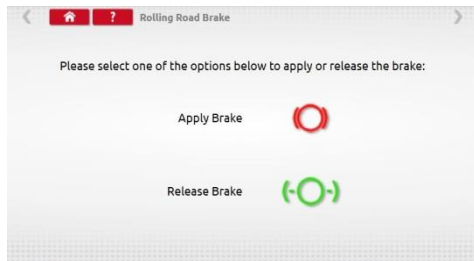 ? Rolling Road Brake
Please select one of the options below to apply or release the brake:
Apply Brake
Release Brake